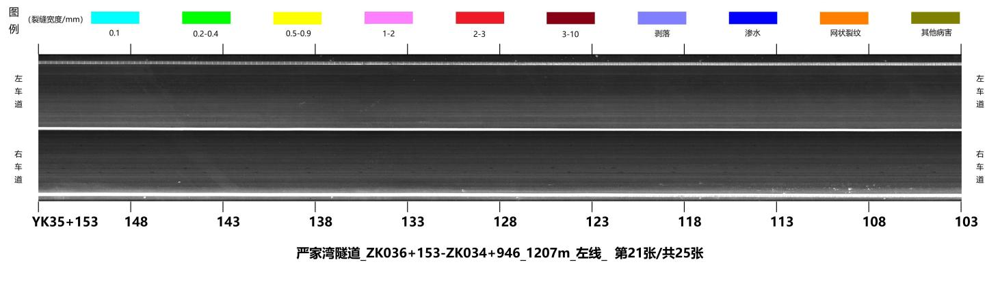 图例
(裂缝宽度/mm)
0.1 0.2-0.4 0.5-0.9 1-2 2-3 3-10 剥落 渗水 网状裂纹 其他病害
左车道 左车道
右车道 右车道
YK35+153 148 143 138 133 128 123 118 113 108 103
严家湾隧道_ZK036+153-ZK034+946_1207m_左线_ 第21张/共25张